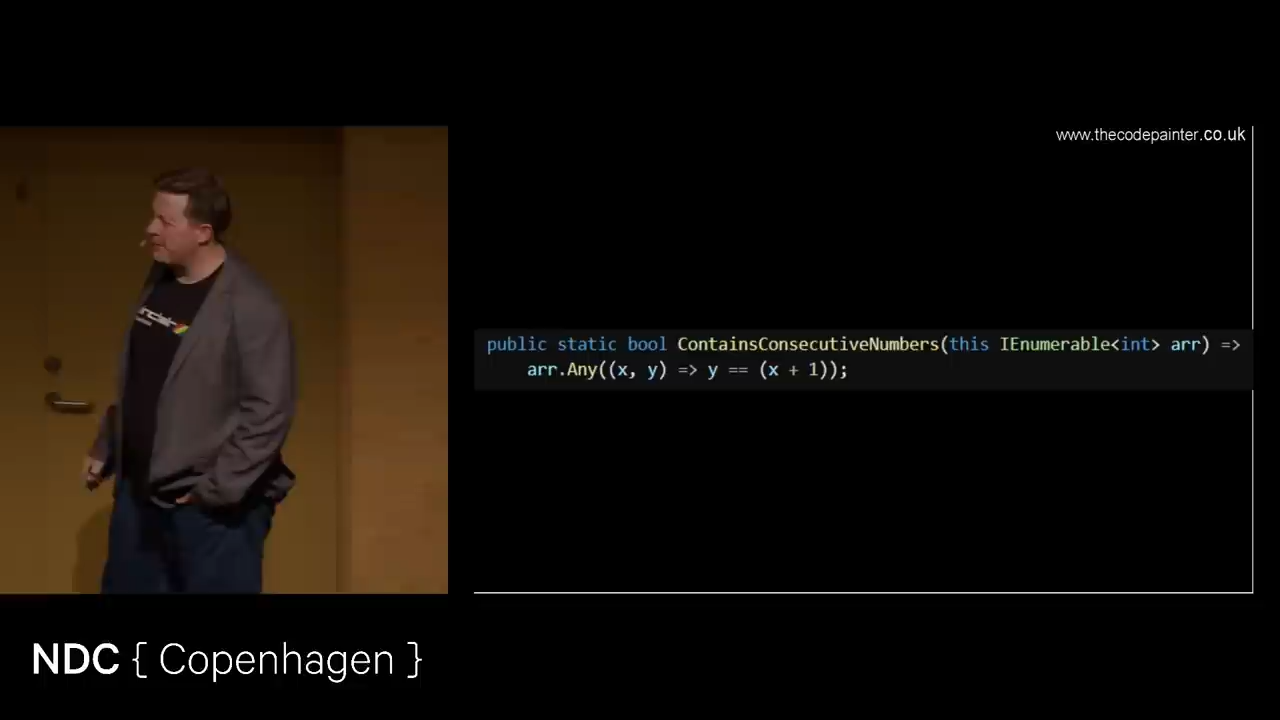 www.thecodepainter.co.uk
public static bool ContainsConsecutiveNumbers(this IEnumerable<int> arr) =>
arr.Any((x, y) => y == (x + 1));
NDC { Copenhagen }